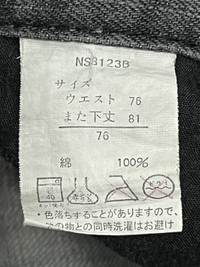 NS3123B
サイズ
ウエスト 76
また下丈 81
76
綿 100%
40
・色落ちすることがありますので、
の物との同時洗濯はお避け